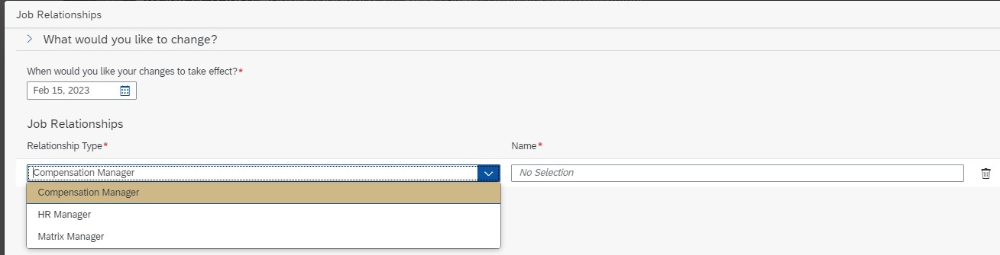 Job Relationships
What would you like to change?
When would you like your changes to take effect?*
Feb 15, 2023
Job Relationships
Relationship Type* Name*
Compensation Manager No Selection
Compensation Manager
HR Manager
Matrix Manager